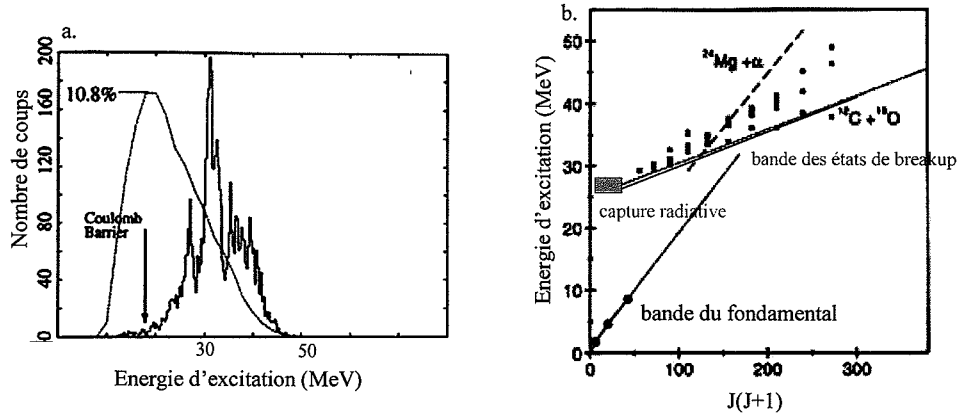 a.
200
160
120
80
40
0
10.8%
Coulomb
Barrier
Nombre de coups
30
50
Energie d'excitation (MeV)
b.
50
40
30
20
10
0
Energie d'excitation (MeV)
²⁴Mg + α
C + O
bande des états de breakup
capture radiative
bande du fondamental
0
100
200
300
J(J+1)